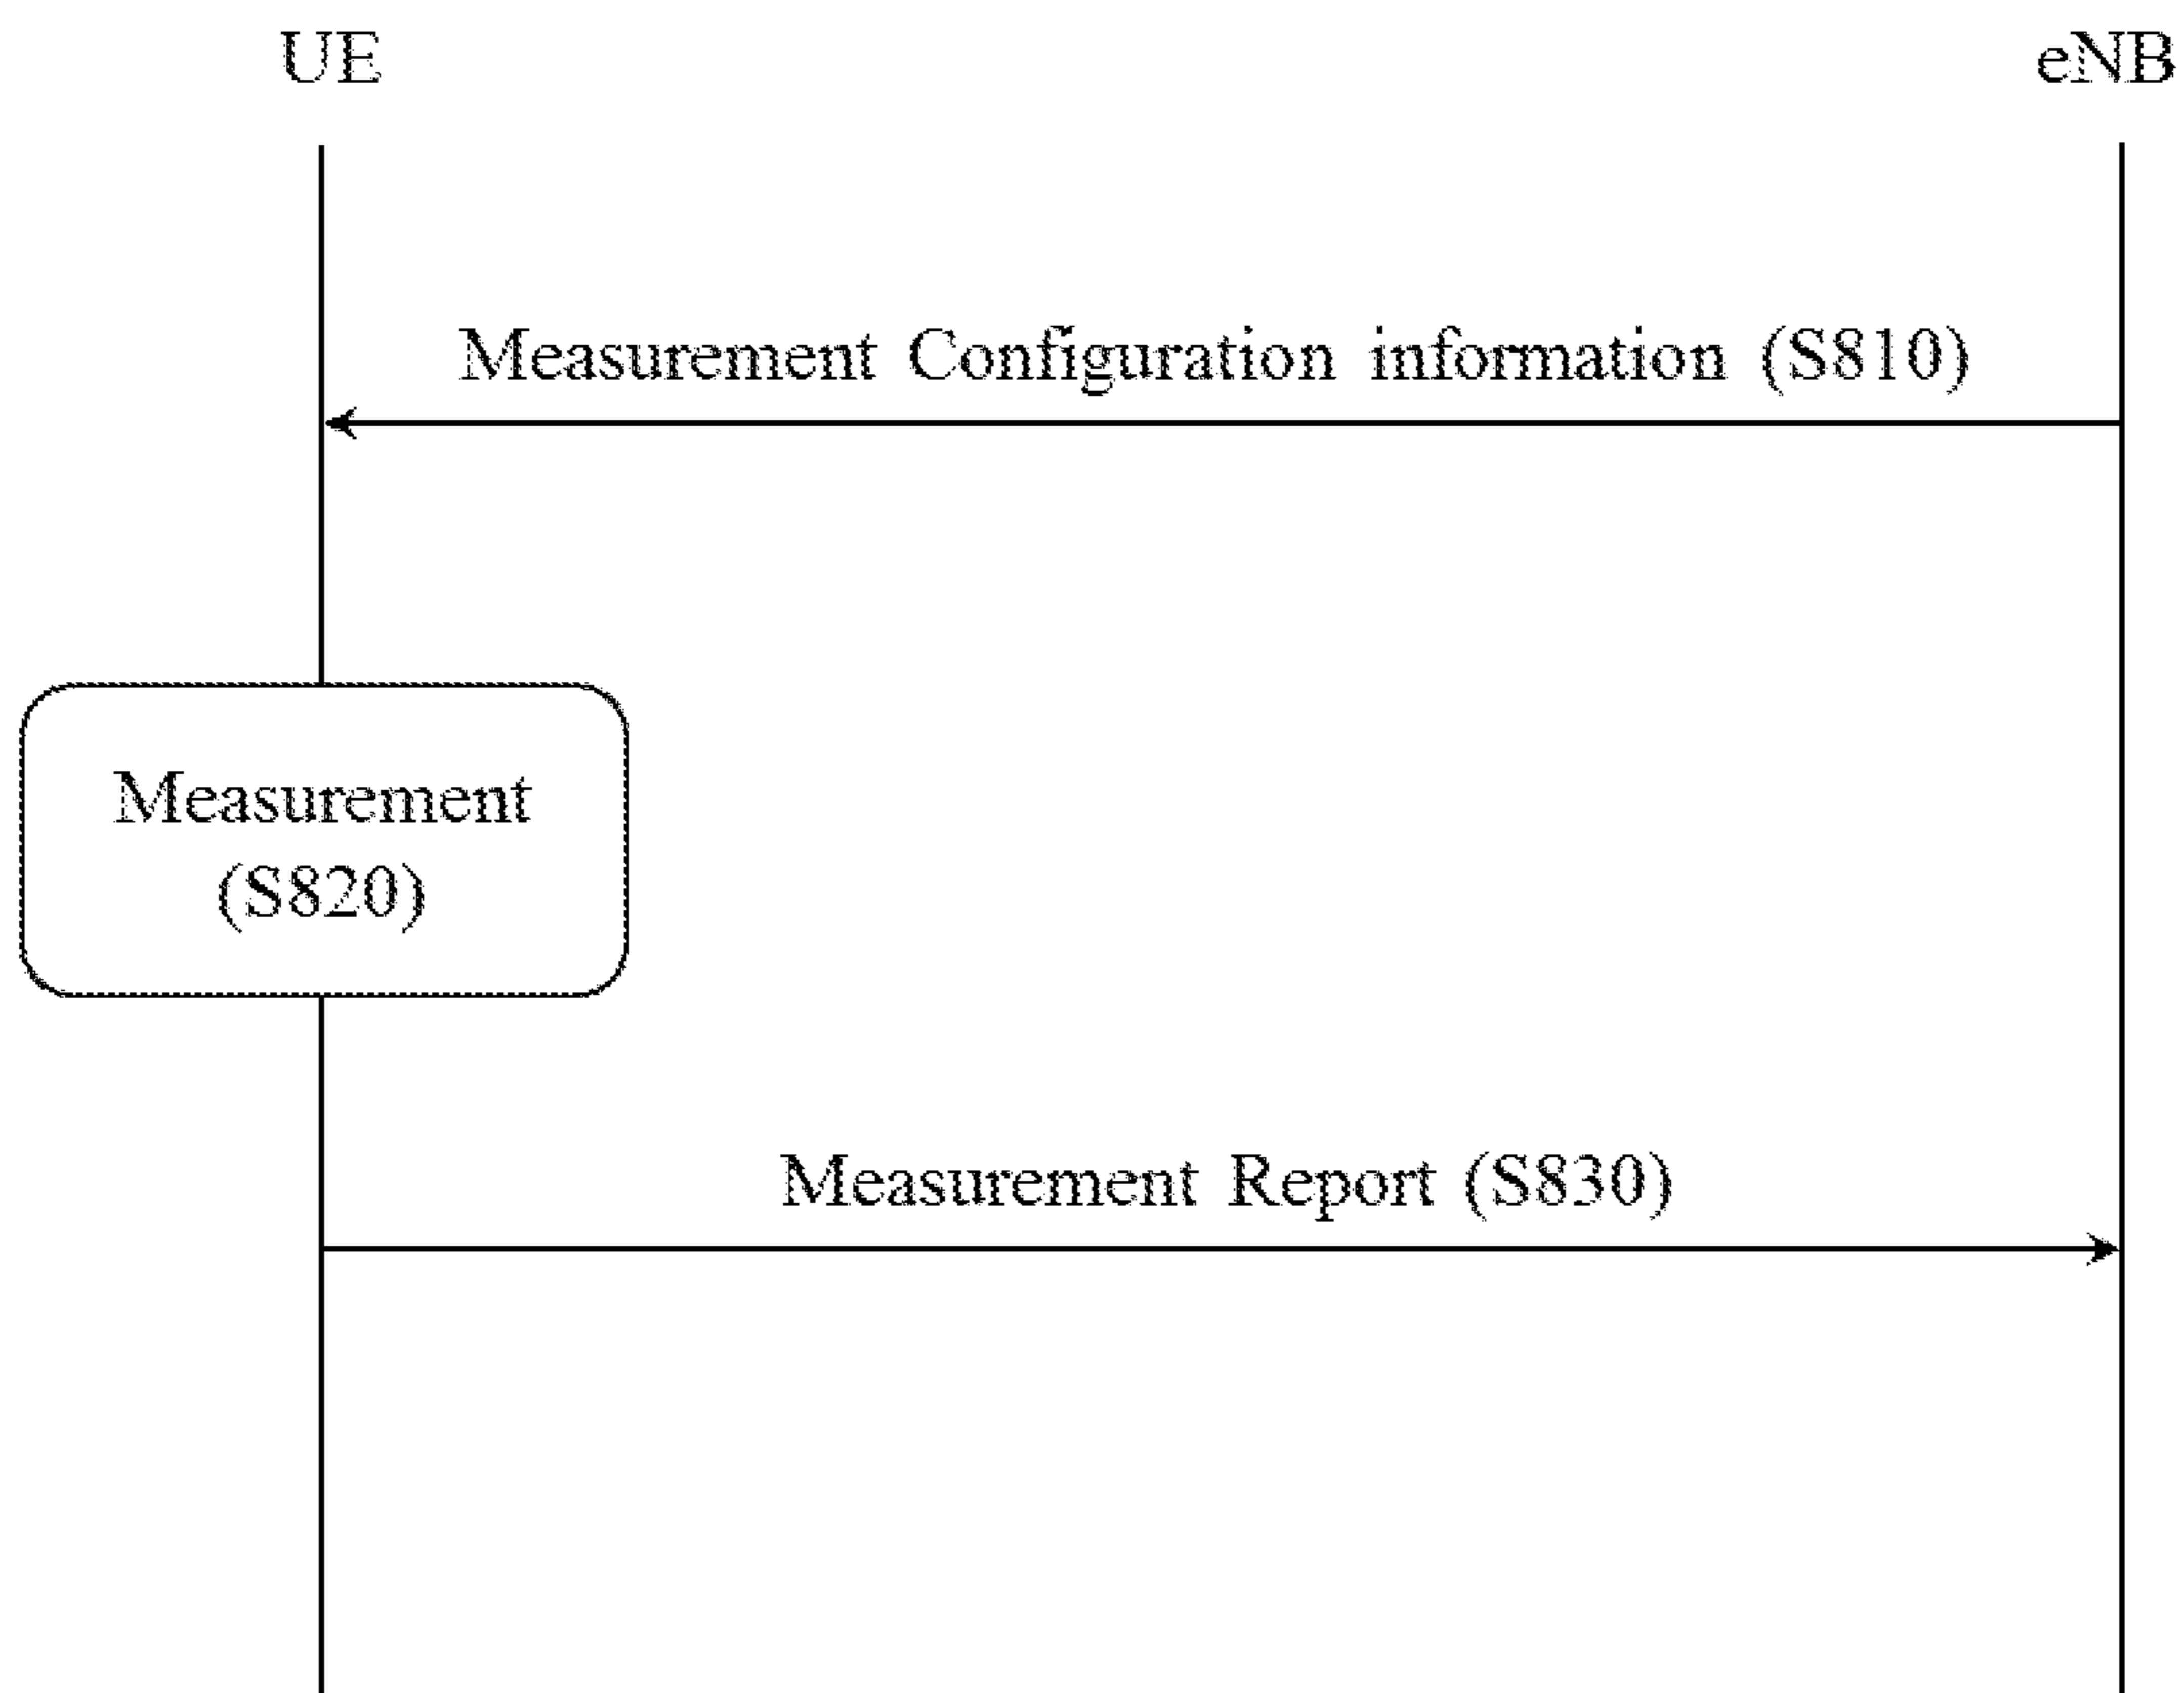 UE
eNB
Measurement Configuration information (S810)
Measurement
(S820)
Measurement Report (S830)